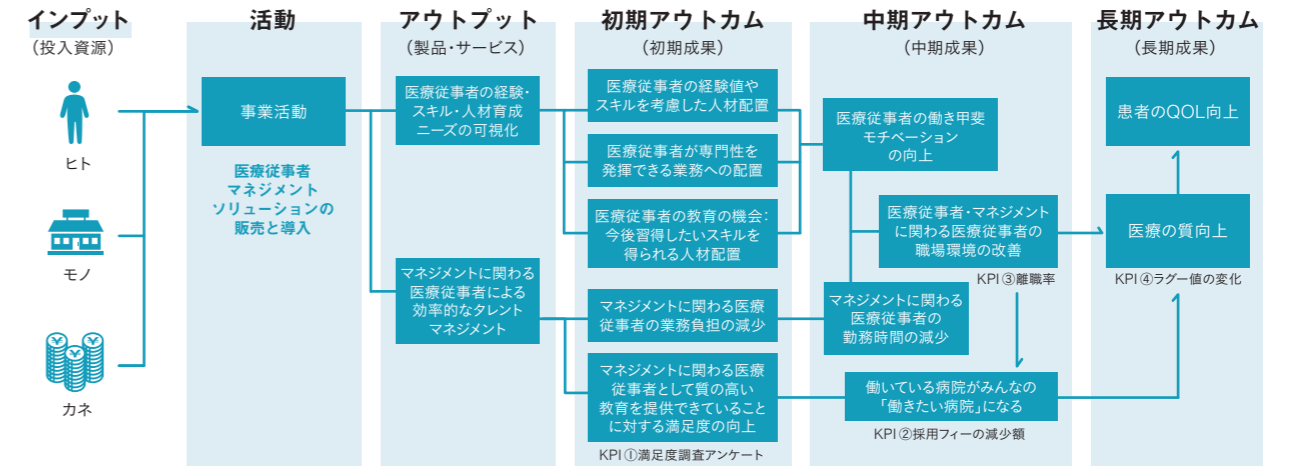 インプット
（投入資源）
ヒト
モノ
¥
¥
¥
カネ
活動
事業活動
医療従事者
マネジメント
ソリューションの
販売と導入
アウトプット
（製品・サービス）
医療従事者の経験・
スキル・人材育成
ニーズの可視化
マネジメントに関わる
医療従事者による
効率的なタレント
マネジメント
初期アウトカム
（初期成果）
医療従事者の経験値や
スキルを考慮した人材配置
医療従事者が専門性を
発揮できる業務への配置
医療従事者の教育の機会：
今後習得したいスキルを
得られる人材配置
マネジメントに関わる医療
従事者の業務負担の減少
マネジメントに関わる医療
従事者として質の高い
教育を提供できていること
に対する満足度の向上
KPI①満足度調査アンケート
中期アウトカム
（中期成果）
医療従事者の働き甲斐
モチベーション
の向上
医療従事者・マネジメント
に関わる医療従事者の
職場環境の改善
KPI③離職率
マネジメントに関わる
医療従事者の
勤務時間の減少
働いている病院がみんなの
「働きたい病院」になる
KPI②採用フィーの減少額
長期アウトカム
（長期成果）
患者のQOL向上
医療の質向上
KPI④ラグー値の変化